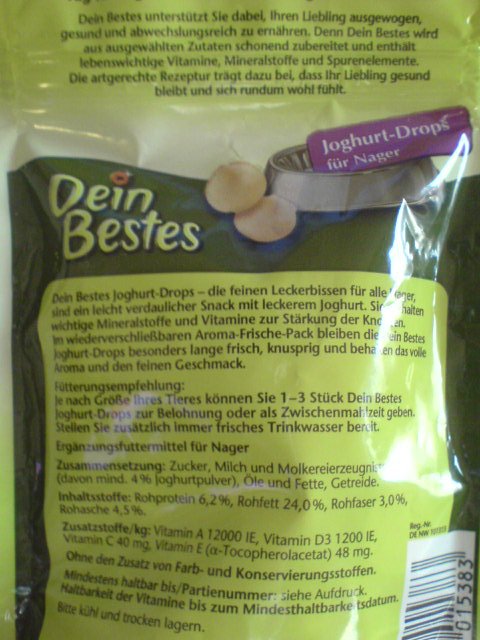 Dein Bestes unterstützt Sie dabei, Ihren Liebling ausgewogen,
gesund und abwechslungsreich zu ernähren. Denn Dein Bestes wird
aus ausgewählten Zutaten schonend zubereitet und enthält
lebenswichtige Vitamine, Mineralstoffe und Spurenelemente.
Die artgerechte Rezeptur trägt dazu bei, dass Ihr Liebling gesund
bleibt und sich rundum wohl fühlt.
Joghurt-Drops
für Nager
Dein
Bestes
Dein Bestes Joghurt-Drops – die feinen Leckerbissen für alle
sind ein leicht verdaulicher Snack mit leckerem Joghurt.
wichtige Mineralstoffe und Vitamine zur Stärkung der
Im wiederverschließbaren Aroma-Frische-Pack bleiben die Bestes
Joghurt-Drops besonders lange frisch, knusprig und das volle
Aroma und den feinen Geschmack.
Fütterungsempfehlung:
Je nach Größe Ihres Tieres können Sie 1–3 Stück Dein Bestes
Joghurt-Drops zur Belohnung oder als Zwischenmahlzeit geben.
Stellen Sie zusätzlich immer frisches Trinkwasser bereit.
Ergänzungsfuttermittel für Nager
Zusammensetzung: Zucker, Milch und
(davon mind. 4% Joghurtpulver), Öle und Fette, Getreide.
Inhaltsstoffe: Rohprotein 6,2%, Rohfett 24,0%, Rohfaser 3,0%,
Rohasche 4,5%.
Zusatzstoffe/kg: Vitamin A 12000 IE, Vitamin D3 1200 IE,
Vitamin C 40 mg, Vitamin E (α-Tocopherolacetat) 48 mg.
Ohne den Zusatz von Farb- und Konservierungsstoffen.
Mindestens haltbar bis/Partienummer: siehe Aufdruck.
Haltbarkeit der Vitamine bis zum Mindesthaltbarkeitsdatum.
Bitte kühl und trocken lagern.
Reg.-Nr.
DE NW
015383